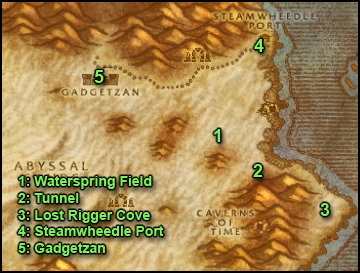 STEAMWHEEDLE
PORT
4
5
GADGETZAN
1
ABYSSAL
2
1: Waterspring Field
2: Tunnel
3: Lost Rigger Cove
4: Steamwheedle Port
5: Gadgetzan
CAVERNS
OF
TIME
3